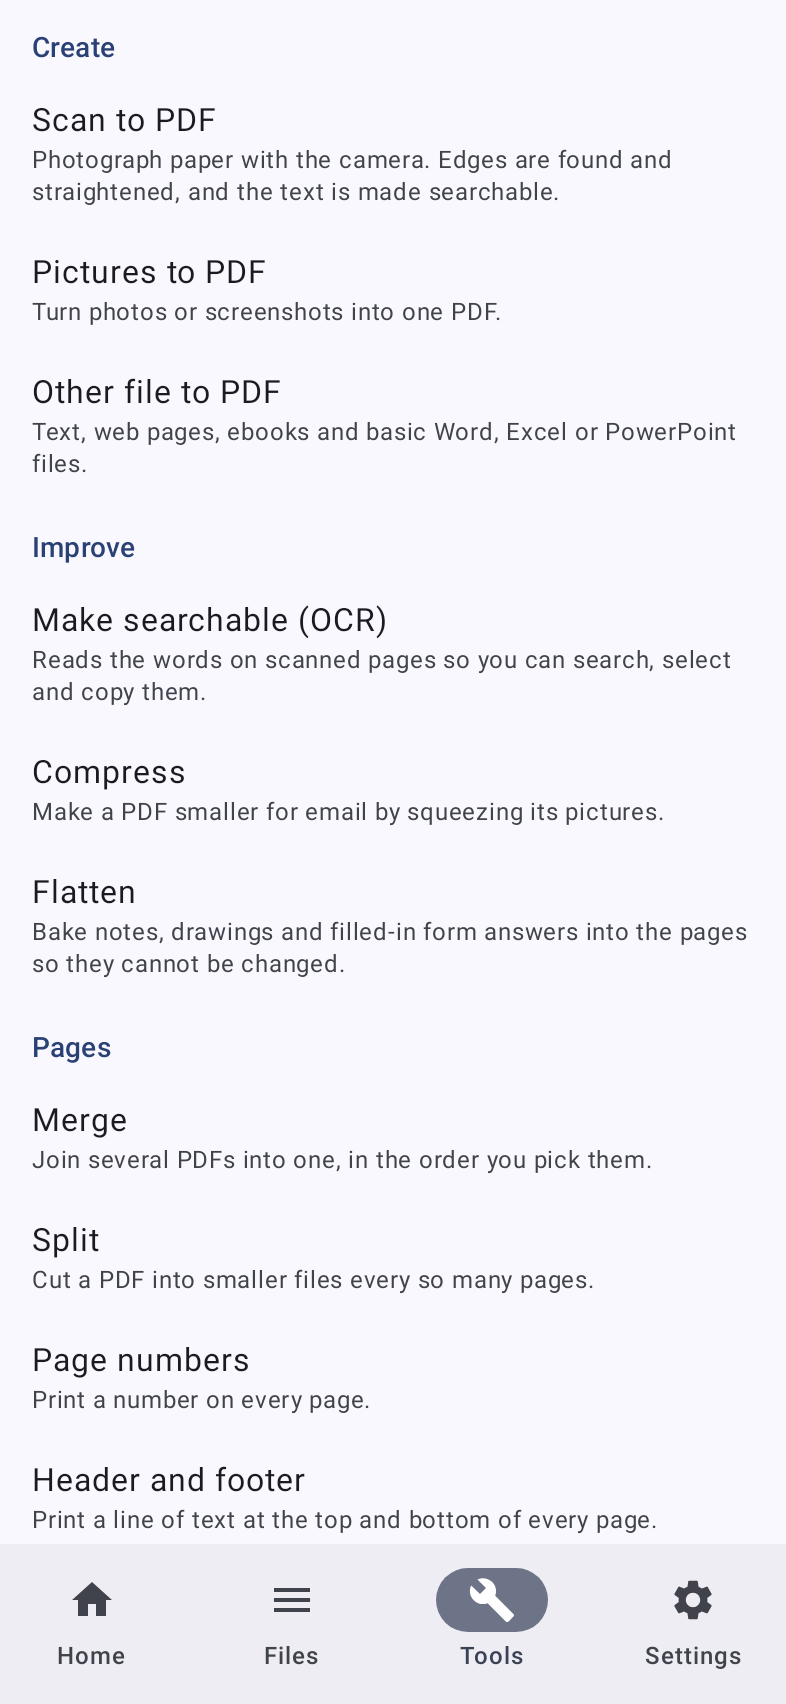 Create
Scan to PDF
Photograph paper with the camera. Edges are found and
straightened, and the text is made searchable.
Pictures to PDF
Turn photos or screenshots into one PDF.
Other file to PDF
Text, web pages, ebooks and basic Word, Excel or PowerPoint
files.
Improve
Make searchable (OCR)
Reads the words on scanned pages so you can search, select
and copy them.
Compress
Make a PDF smaller for email by squeezing its pictures.
Flatten
Bake notes, drawings and filled-in form answers into the pages
so they cannot be changed.
Pages
Merge
Join several PDFs into one, in the order you pick them.
Split
Cut a PDF into smaller files every so many pages.
Page numbers
Print a number on every page.
Header and footer
Print a line of text at the top and bottom of every page.
Home Files Tools Settings